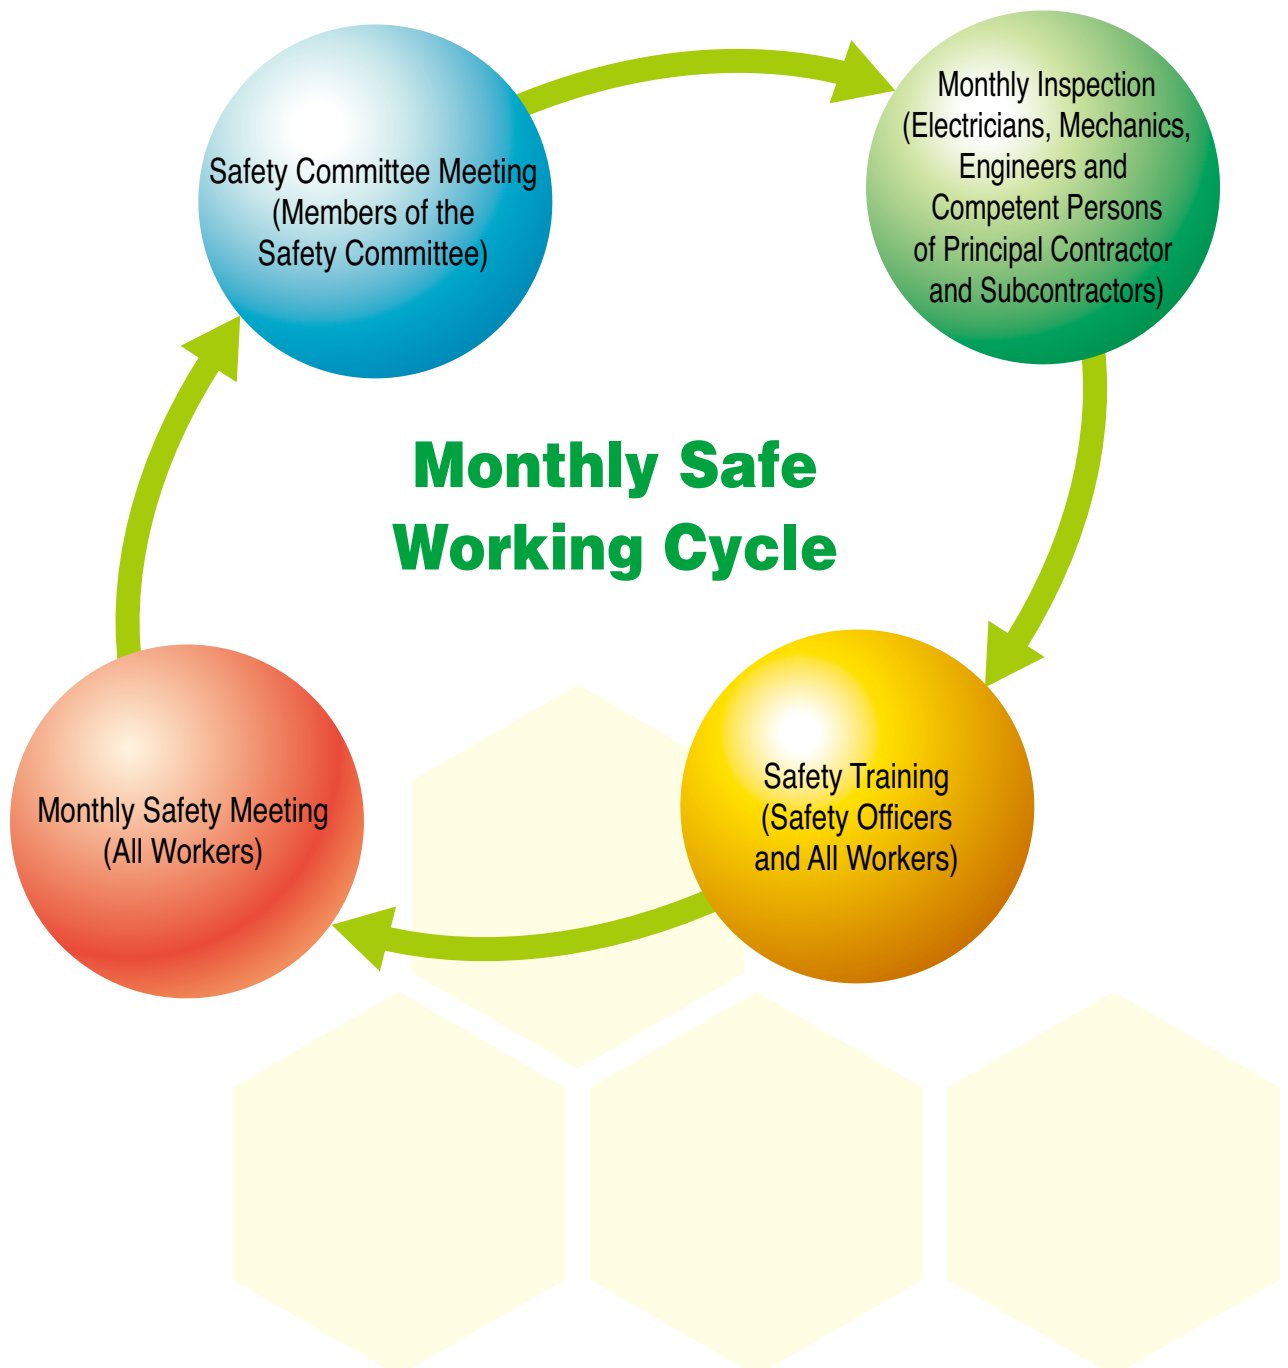 Safety Committee Meeting
(Members of the
Safety Committee)
Monthly Inspection
(Electricians, Mechanics,
Engineers and
Competent Persons
of Principal Contractor
and Subcontractors)
Monthly Safe
Working Cycle
Safety Training
(Safety Officers
and All Workers)
Monthly Safety Meeting
(All Workers)